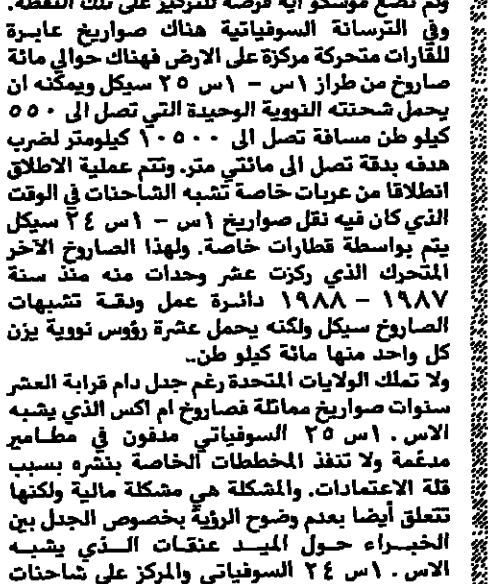 ولم تضع موسكو أية فرصة للتركيز على تلك النقطة.
وفي الترسانة السوفياتية هناك صواريخ عابرة
للقارات متحركة مركزة على الارض فهناك حوالي مائة
صاروخ من طراز ١س - ١س ٢٥ سيكل ويمكنه ان
يحمل شحنته النووية الوحيدة التي تصل الى ٥٥٠
كيلو طن مسافة تصل الى ١٠٥٠٠ كيلومتر لضرب
هدفه بدقة تصل الى مائتي متر. وتتم عملية الاطلاق
انطلاقا من عربات خاصة تشبه الشاحنات في الوقت
الذي كان فيه نقل صواريخ ١س - ١س ٢٤ سيكل
يتم بواسطة قطارات خاصة. ولهذا الصاروخ الآخر
المتحرك الذي ركزت عشر وحدات منه منذ سنة
١٩٨٧ - ١٩٨٨ دائرة عمل ودقة تشبهات
الصاروخ سيكل ولكنه يحمل عشرة رؤوس نووية يزن
كل واحد منها مائة كيلو طن..
ولا تملك الولايات المتحدة رغم جدل دام قرابة العشر
سنوات صواريخ مماثلة فصاروخ ام اكس الذي يشبه
الاس . ١س ٢٥ السوفياتي مدفون في مطامير
مدعمة ولا تنفذ المخططات الخاصة بنشره بسبب
قلة الاعتمادات. والمشكلة هي مشكلة مالية ولكنها
تتعلق أيضا بعدم وضوح الرؤية بخصوص الجدل بين
الخبراء حول الميد عنقات الذي يشبه
الاس . ١س ٢٤ السوفياتي والمركز على شاحنات